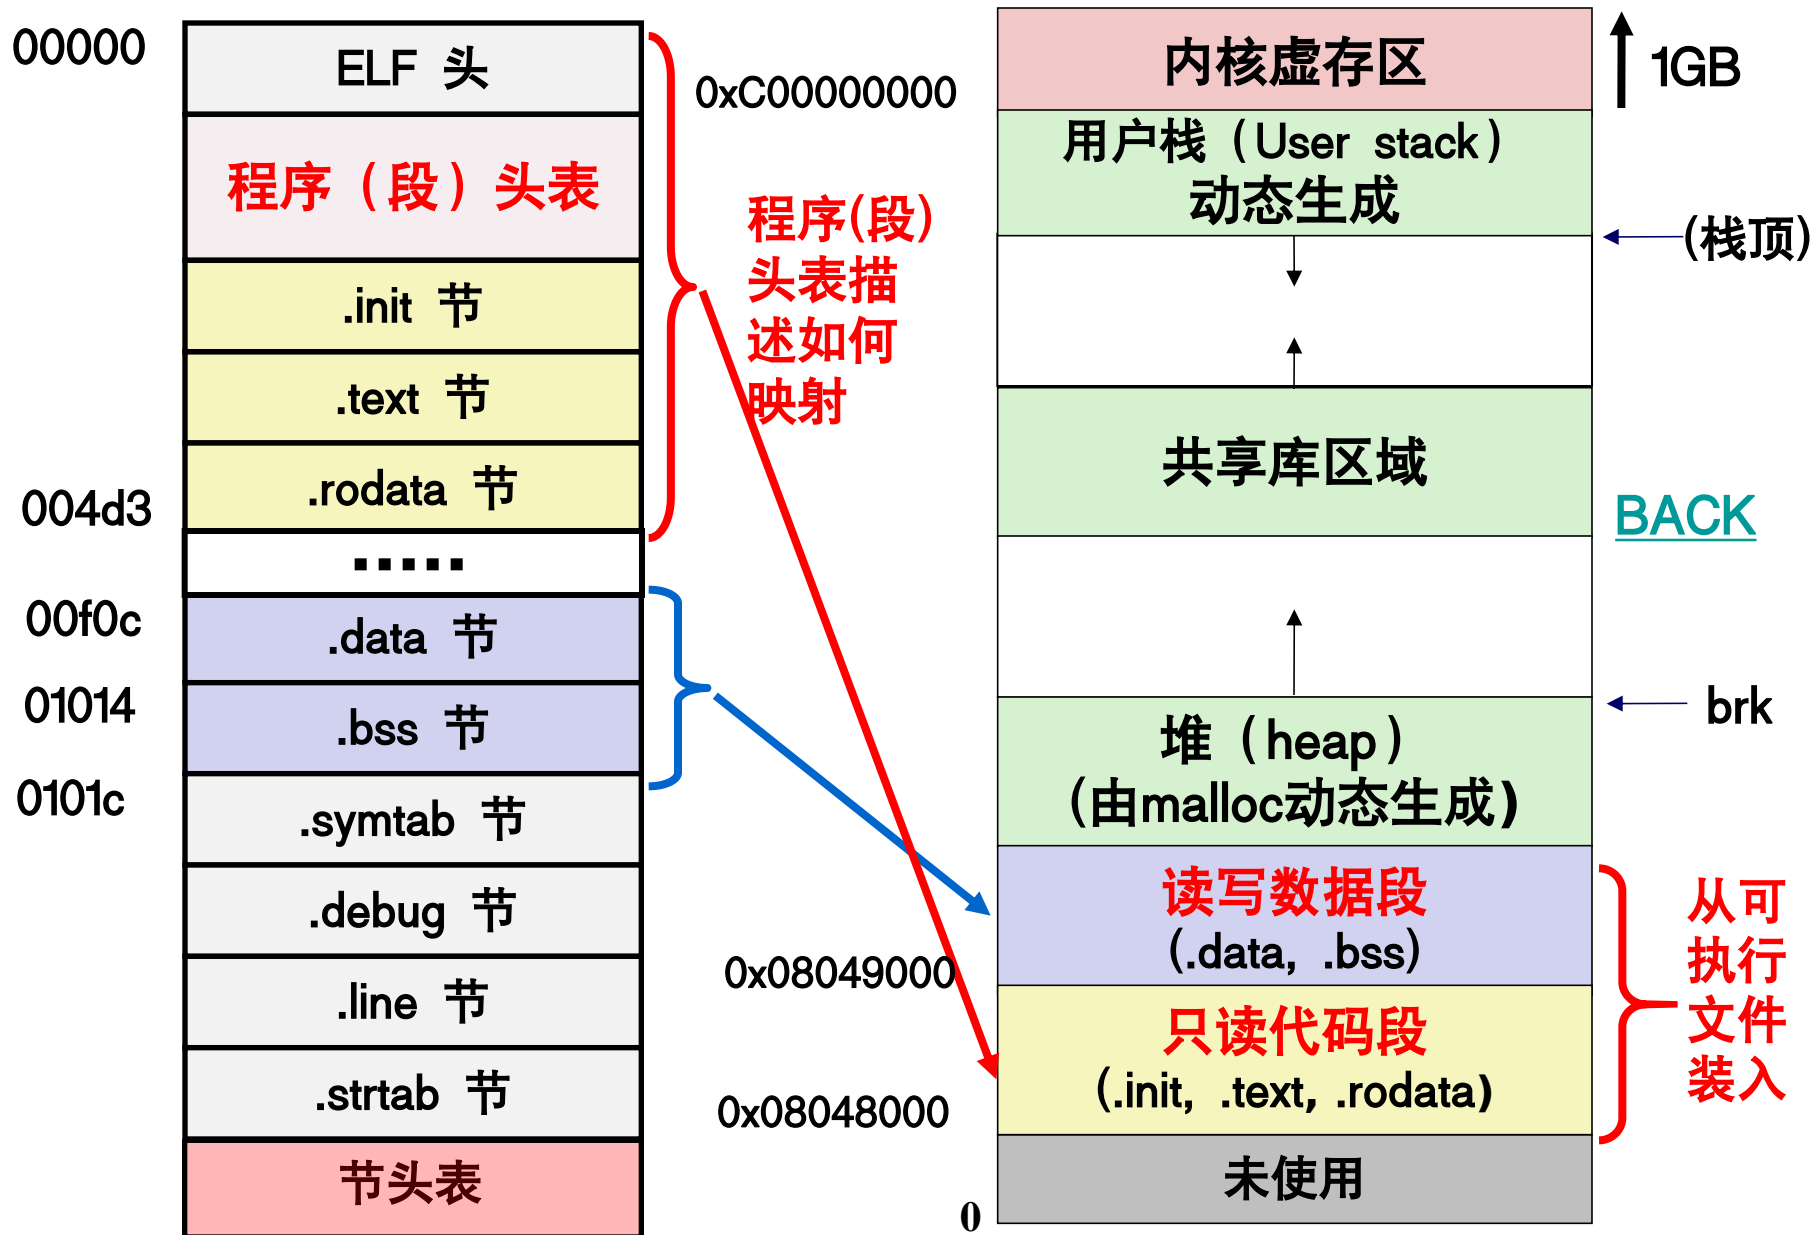 00000
ELF 头
程序（段）头表
.init 节
.text 节
.rodata 节
004d3
.....
00f0c
.data 节
01014
.bss 节
0101c
.symtab 节
.debug 节
.line 节
.strtab 节
节头表
程序(段)
头表描
述如何
映射
0xC00000000
内核虚存区
1GB
用户栈（User stack）
动态生成
(栈顶)
共享库区域
BACK
brk
堆（heap）
(由malloc动态生成)
读写数据段
(.data, .bss)
0x08049000
只读代码段
(.init, .text, .rodata)
0x08048000
未使用
0
从可
执行
文件
装入